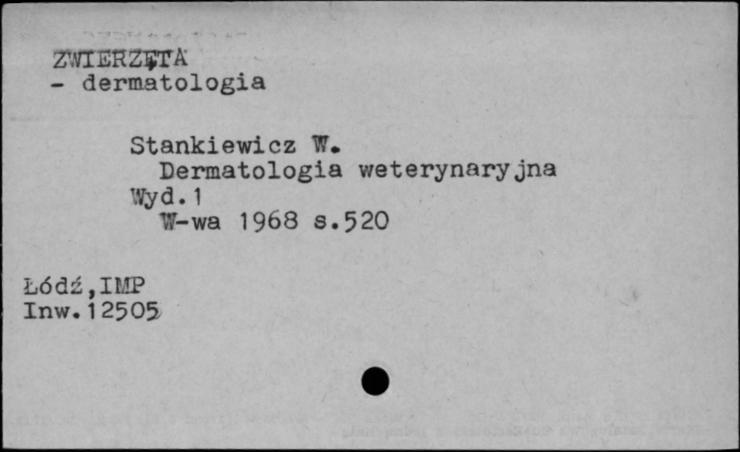 ZWIERZĘTA
- dermatologia
Stankiewicz W.
Dermatologia weterynaryjna
Wyd.1
W-wa 1968 s.520
Łódź,IMP
Inw.12505